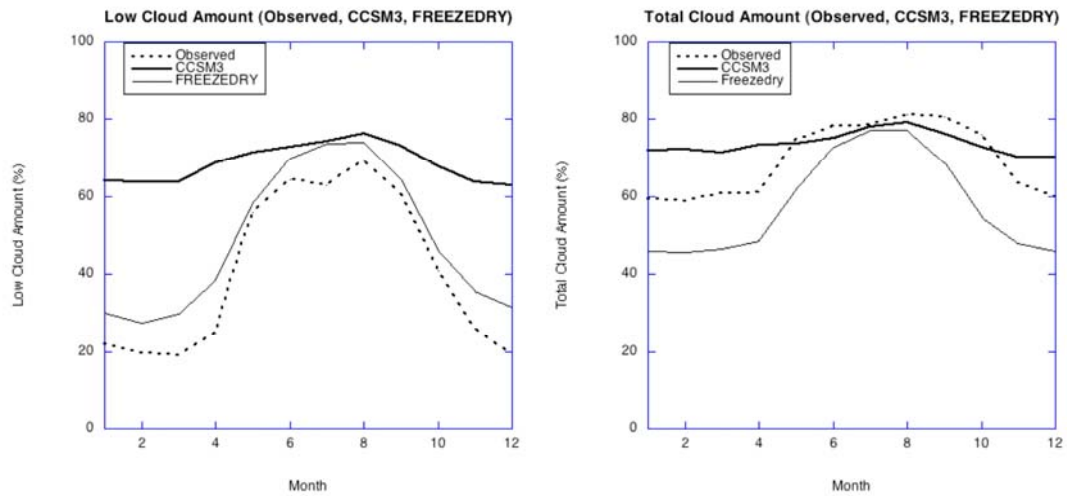 Low Cloud Amount (Observed, CCSM3, FREEZEDRY)
100
80
60
40
20
0
Low Cloud Amount (%)
Observed
CCSM3
FREEZEDRY
2 4 6 8 10 12
Month
Total Cloud Amount (Observed, CCSM3, FREEZEDRY)
100
80
60
40
20
0
Total Cloud Amount (%)
Observed
CCSM3
Freezedry
2 4 6 8 10 12
Month